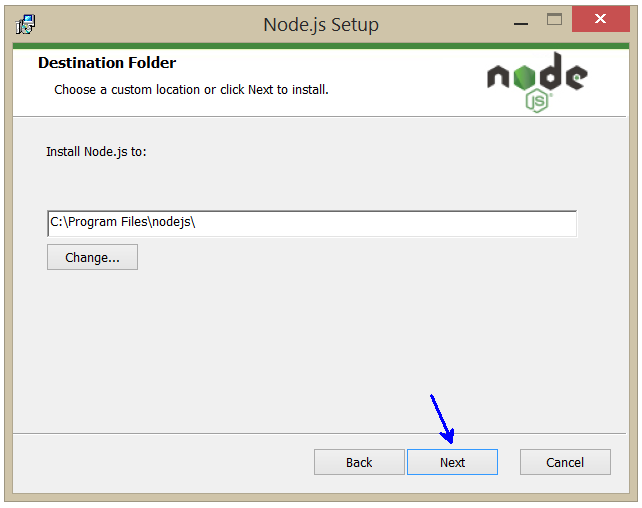 Node.js Setup
Destination Folder
Choose a custom location or click Next to install.
node
JS
Install Node.js to:
C:\Program Files\nodejs\
Change...
Back Next Cancel